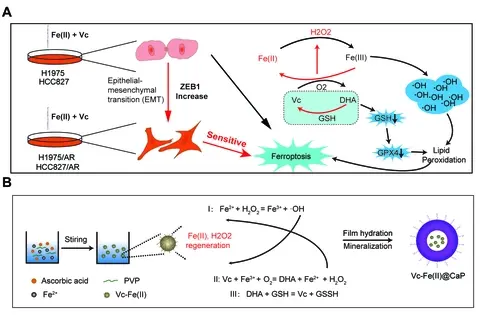 A
Fe(II) + Vc
H1975
HCC827
Epithelial-
mesenchymal
transition (EMT)
ZEB1
Increase
Fe(II) + Vc
H1975/AR
HCC827/AR
Sensitive
Ferroptosis
H2O2
Fe(II)
Fe(III)
O2
Vc
DHA
GSH
GSH
GPX4
·OH
·OH
·OH
·OH
·OH
·OH
·OH
Lipid
Peroxidation
B
Stiring
Ascorbic acid
PVP
Fe²⁺
Vc-Fe(II)
Fe(II), H2O2
regeneration
I: Fe²⁺ + H₂O₂ = Fe³⁺ + ·OH
II: Vc + Fe³⁺ + O₂ = DHA + Fe²⁺ + H₂O₂
III: DHA + GSH = Vc + GSSH
Film hydration
Mineralization
Vc-Fe(II)@CaP